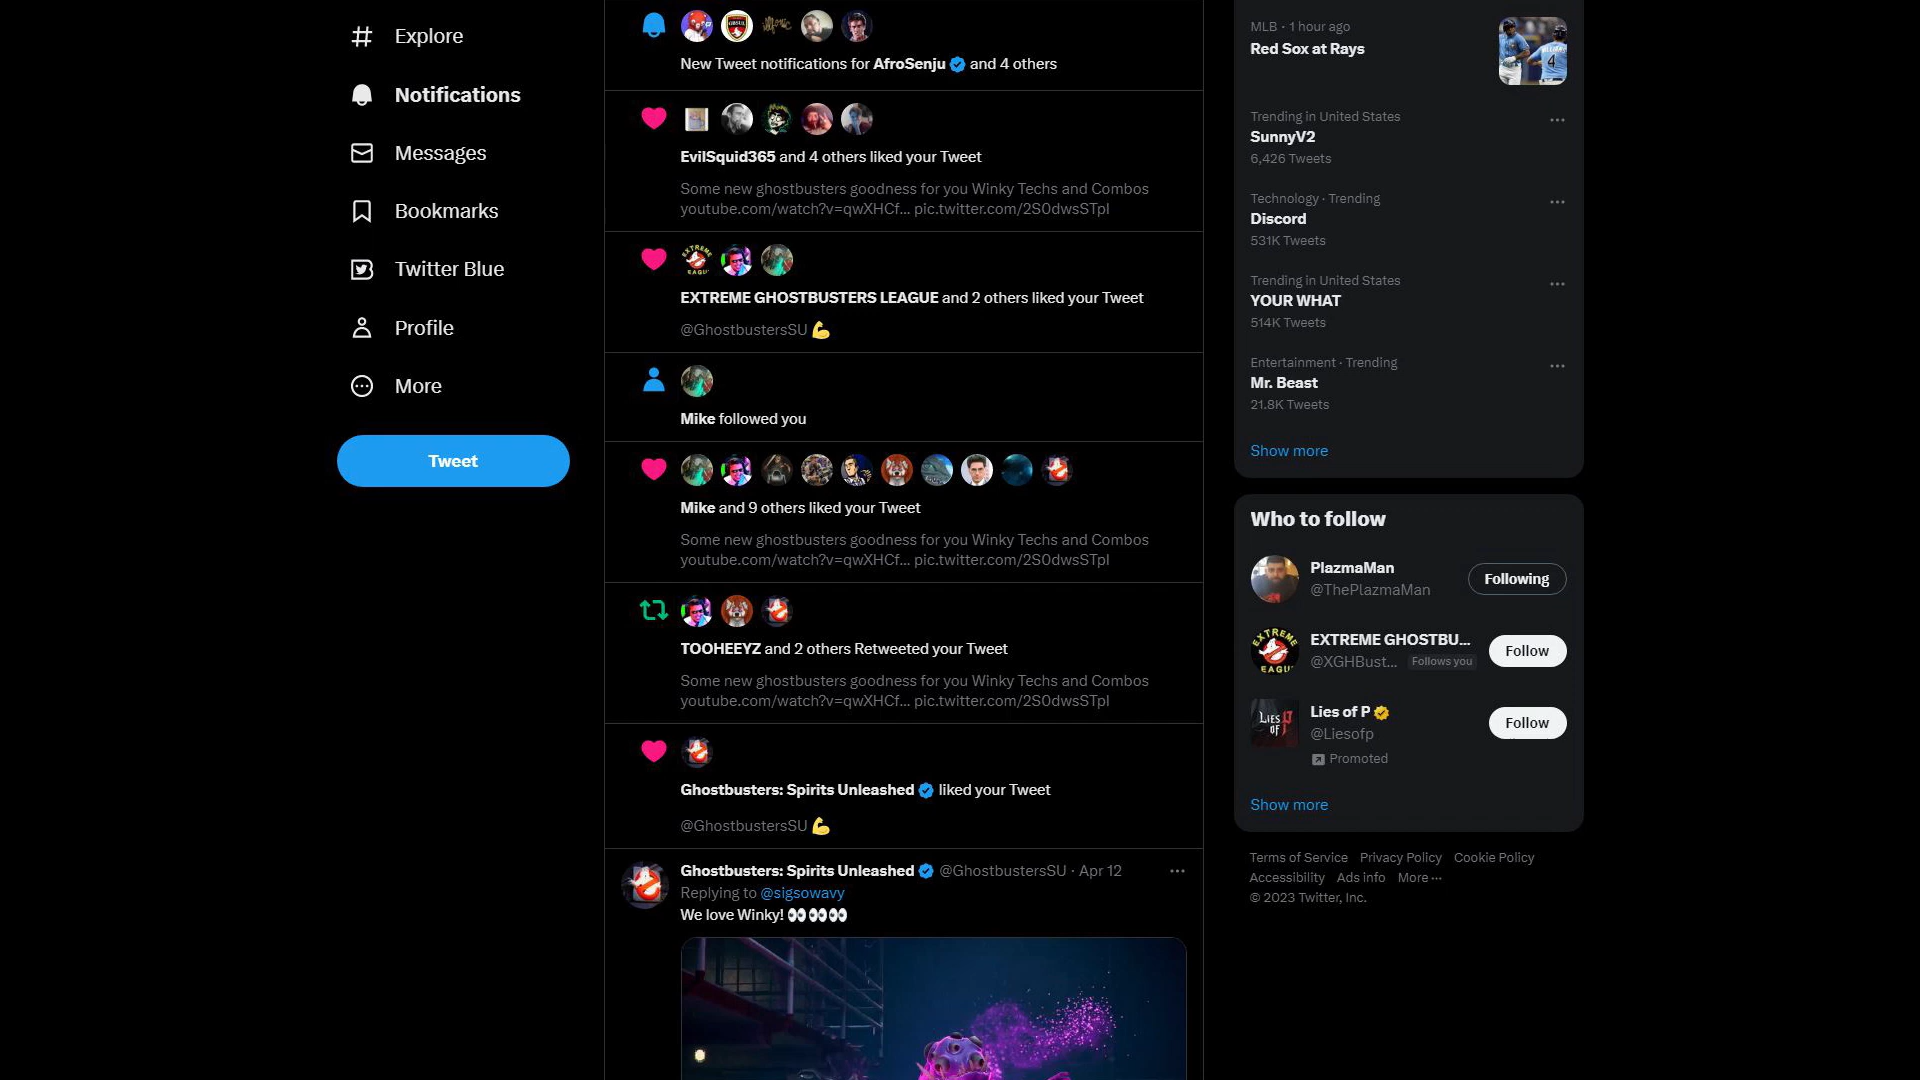 Explore
Notifications
Messages
Bookmarks
Twitter Blue
Profile
More
Tweet
New Tweet notifications for AfroSenju and 4 others
EvilSquid365 and 4 others liked your Tweet
Some new ghostbusters goodness for you Winky Techs and Combos
youtube.com/watch?v=qwXHCf... pic.twitter.com/2S0dwsSTpI
EXTREME GHOSTBUSTERS LEAGUE and 2 others liked your Tweet
@GhostbustersSU 💪
Mike followed you
Mike and 9 others liked your Tweet
Some new ghostbusters goodness for you Winky Techs and Combos
youtube.com/watch?v=qwXHCf... pic.twitter.com/2S0dwsSTpI
TOOHEEYZ and 2 others Retweeted your Tweet
Some new ghostbusters goodness for you Winky Techs and Combos
youtube.com/watch?v=qwXHCf... pic.twitter.com/2S0dwsSTpI
Ghostbusters: Spirits Unleashed liked your Tweet
@GhostbustersSU 💪
Ghostbusters: Spirits Unleashed @GhostbustersSU · Apr 12
Replying to @sigsowavy
We love Winky! 👀👀👀
MLB · 1 hour ago
Red Sox at Rays
Trending in United States
SunnyV2
6,426 Tweets
Technology · Trending
Discord
531K Tweets
Trending in United States
YOUR WHAT
514K Tweets
Entertainment · Trending
Mr. Beast
21.8K Tweets
Show more
Who to follow
PlazmaMan
@ThePlazmaMan
Following
EXTREME GHOSTBU...
@XGHBust... Follows you
Follow
LIES OF P
Lies of P
@Liesofp
Follow
Promoted
Show more
Terms of Service Privacy Policy Cookie Policy
Accessibility Ads info More ...
© 2023 Twitter, Inc.